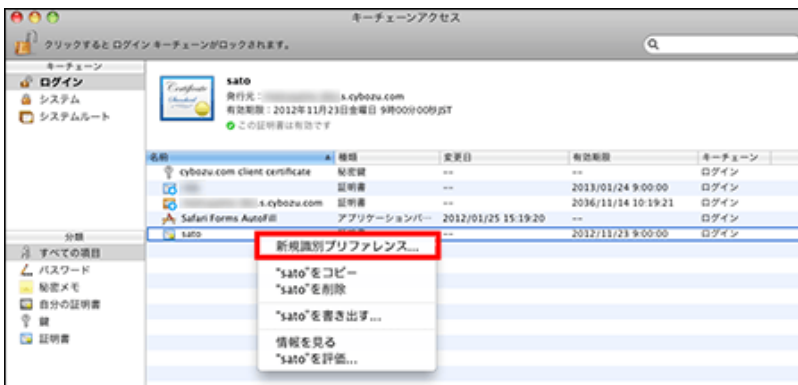 キーチェーンアクセス
クリックするとログインキーチェーンがロックされます。
キーチェーン
ログイン
システム
システムルート
Certificate
Standard
sato
発行元: s.cybozu.com
有効期限:2012年11月23日金曜日 9時00分00秒JST
この証明書は有効です
名前 種類 変更日 有効期限 キーチェーン
cybozu.com client certificate 秘密鍵 -- -- ログイン
証明書 -- 2013/01/24 9:00:00 ログイン
.s.cybozu.com 証明書 -- 2036/11/14 10:19:21 ログイン
Safari Forms AutoFill アプリケーションパ… 2012/01/25 15:19:20 -- ログイン
sato -- 2012/11/23 9:00:00 ログイン
新規識別プリファレンス...
"sato"をコピー
"sato"を削除
"sato"を書き出す...
情報を見る
"sato"を評価...
分類
すべての項目
パスワード
秘密メモ
自分の証明書
鍵
証明書